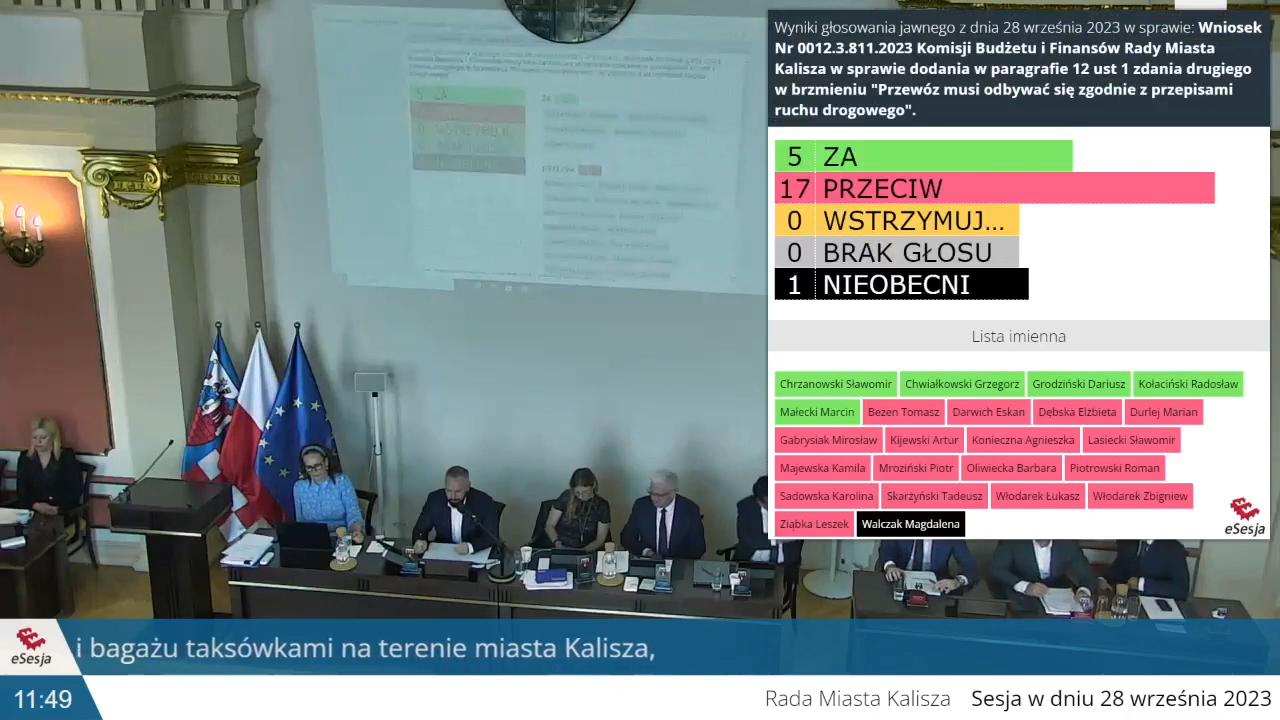 Wyniki głosowania jawnego z dnia 28 września 2023 w sprawie: Wniosek
Nr 0012.3.811.2023 Komisji Budżetu i Finansów Rady Miasta
Kalisza w sprawie dodania w paragrafie 12 ust 1 zdania drugiego
w brzmieniu "Przewóz musi odbywać się zgodnie z przepisami
ruchu drogowego".
5 ZA
17 PRZECIW
0 WSTRZYMUJ...
0 BRAK GŁOSU
1 NIEOBECNI
Lista imienna
Chrzanowski Sławomir Chwiałkowski Grzegorz Grodziński Dariusz Kołaciński Radosław
Małecki Marcin Bezen Tomasz Darwich Eskan Dębska Elżbieta Durlej Marian
Gabrysiak Mirosław Kijewski Artur Konieczna Agnieszka Lasiecki Sławomir
Majewska Kamila Mroziński Piotr Oliwiecka Barbara Piotrowski Roman
Sadowska Karolina Skarżyński Tadeusz Włodarek Łukasz Włodarek Zbigniew
Ziąbka Leszek Walczak Magdalena
eSesja
5 ZA
eSesja
i bagażu taksówkami na terenie miasta Kalisza,
11:49
Rada Miasta Kalisza Sesja w dniu 28 września 2023